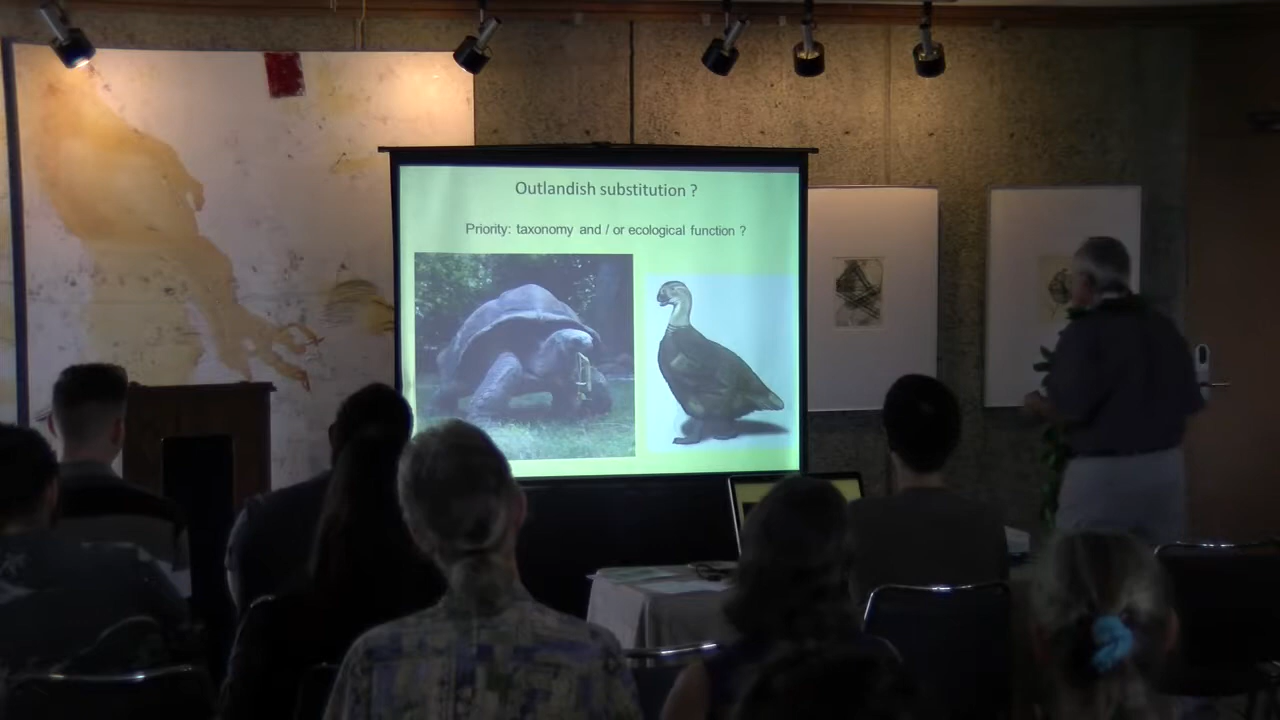 Outlandish substitution ?
Priority: taxonomy and / or ecological function ?